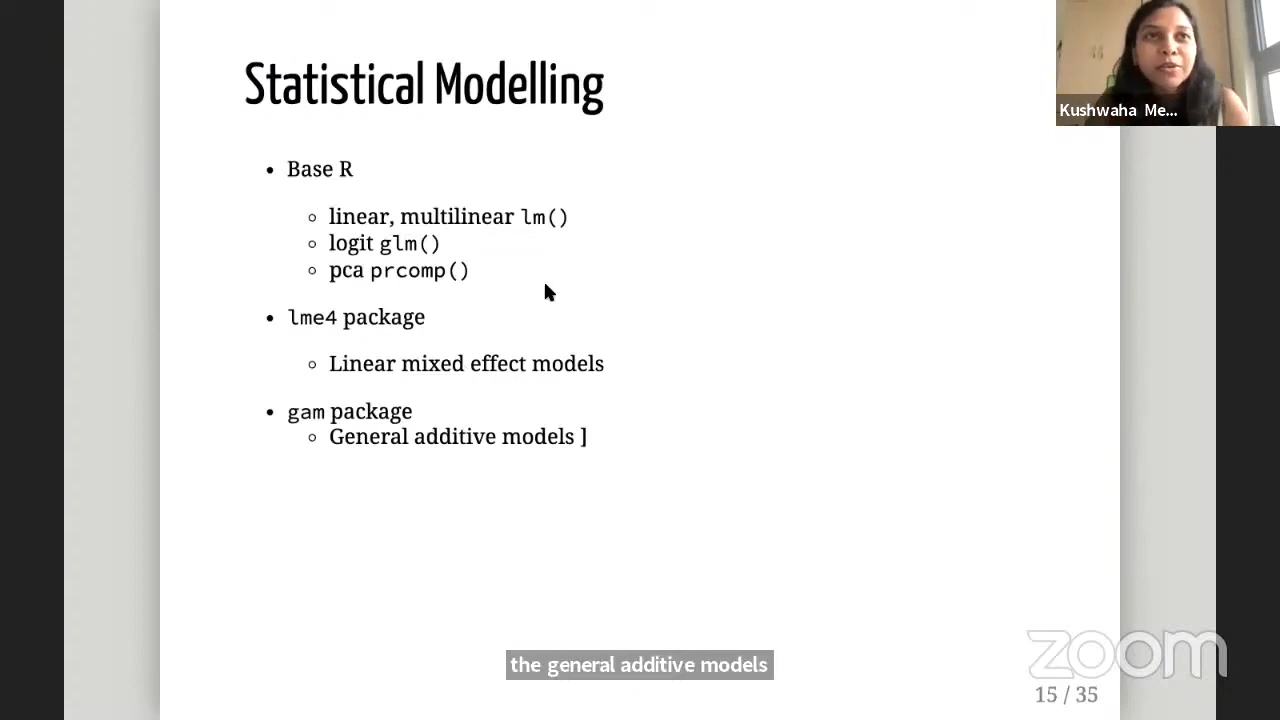 Statistical Modelling
Kushwaha Me...
• Base R
○ linear, multilinear lm()
○ logit glm()
○ pca prcomp()
• lme4 package
○ Linear mixed effect models
• gam package
○ General additive models ]
the general additive models
zoom
15 / 35